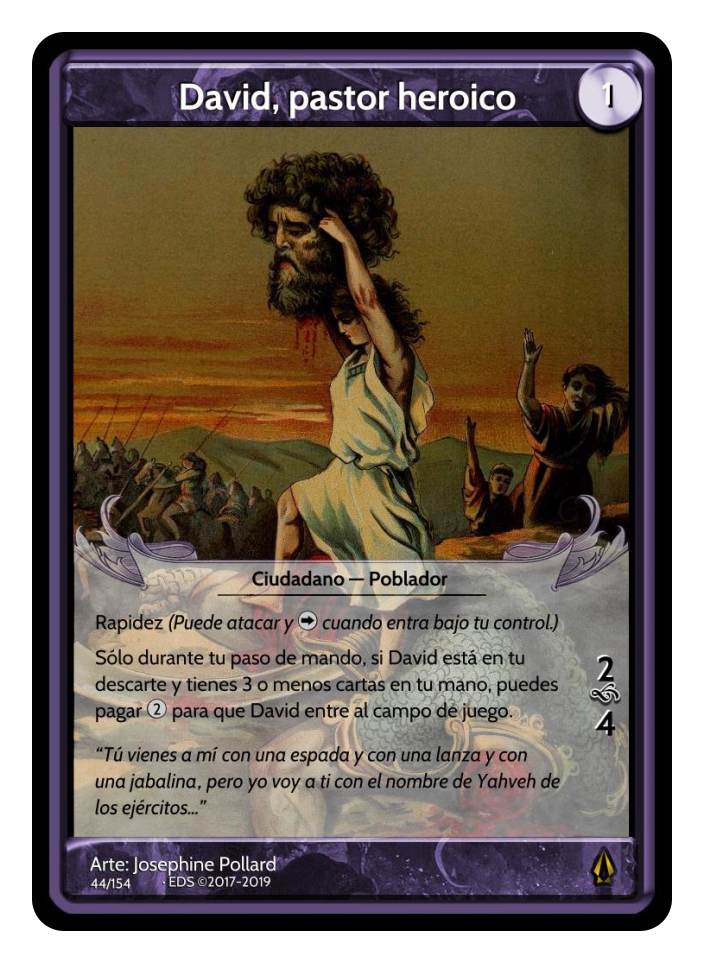 David, pastor heroico
1
Ciudadano — Poblador
Rapidez (Puede atacar y ➡ cuando entra bajo tu control.)
Sólo durante tu paso de mando, si David está en tu
descarte y tienes 3 o menos cartas en tu mano, puedes
pagar 2 para que David entre al campo de juego.
2
4
“Tú vienes a mí con una espada y con una lanza y con
una jabalina, pero yo voy a ti con el nombre de Yahveh de
los ejércitos...”
Arte: Josephine Pollard
44/154 · EDS ©2017-2019